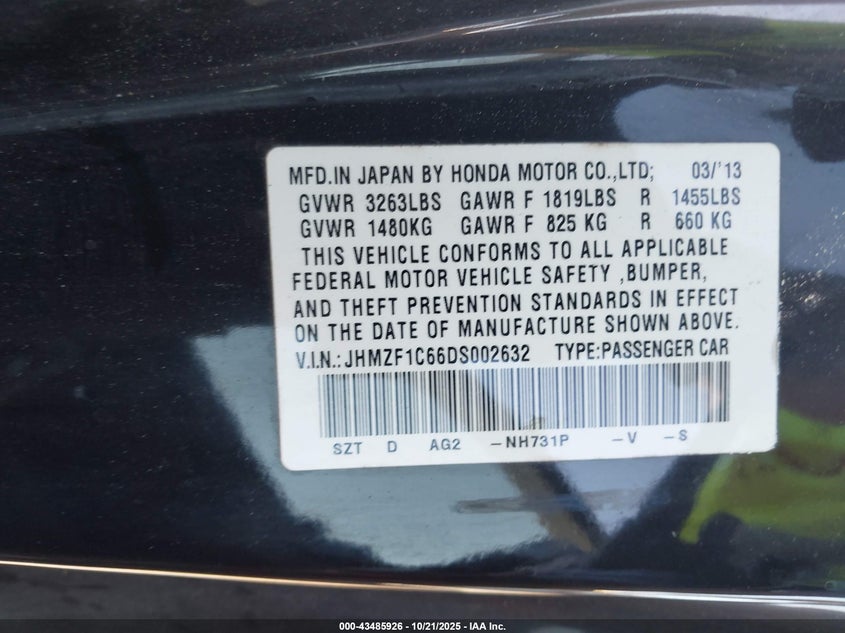 MFD.IN JAPAN BY HONDA MOTOR CO.,LTD; 03/'13
GVWR 3263LBS GAWR F 1819LBS R 1455LBS
GVWR 1480KG GAWR F 825 KG R 660 KG
THIS VEHICLE CONFORMS TO ALL APPLICABLE
FEDERAL MOTOR VEHICLE SAFETY ,BUMPER,
AND THEFT PREVENTION STANDARDS IN EFFECT
ON THE DATE OF MANUFACTURE SHOWN ABOVE.
V.I.N.:JHMZF1C66DS002632 TYPE:PASSENGER CAR
SZT D AG2 -NH731P -V -S
000-43485926 - 10/21/2025 - IAA Inc.